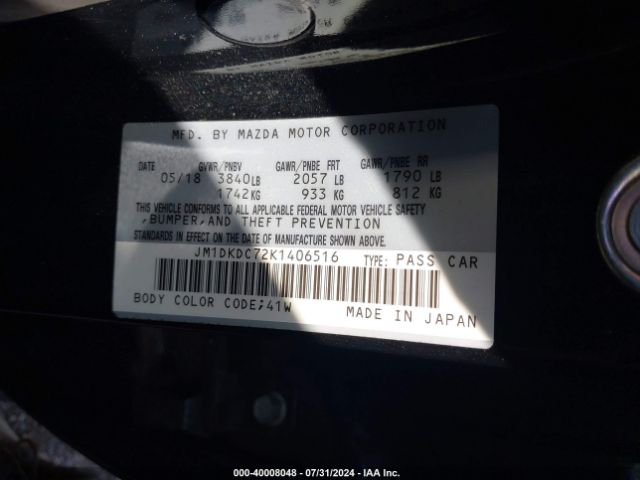 MFD. BY MAZDA MOTOR CORPORATION
DATE GVWR/PNBV GAWR/PNBE FRT GAWR/PNBE RR
05/18 3840LB 2057 LB 1790 LB
1742KG 933 KG 812 KG
THIS VEHICLE CONFORMS TO ALL APPLICABLE FEDERAL MOTOR VEHICLE SAFETY
,BUMPER,AND THEFT PREVENTION
STANDARDS IN EFFECT ON THE DATE OF MANUFACTURE SHOWN ABOVE.
JM1DKDC72K1406516 TYPE: PASS CAR
BODY COLOR CODE;41W MADE IN JAPAN
000-40008048 - 07/31/2024 - IAA Inc.